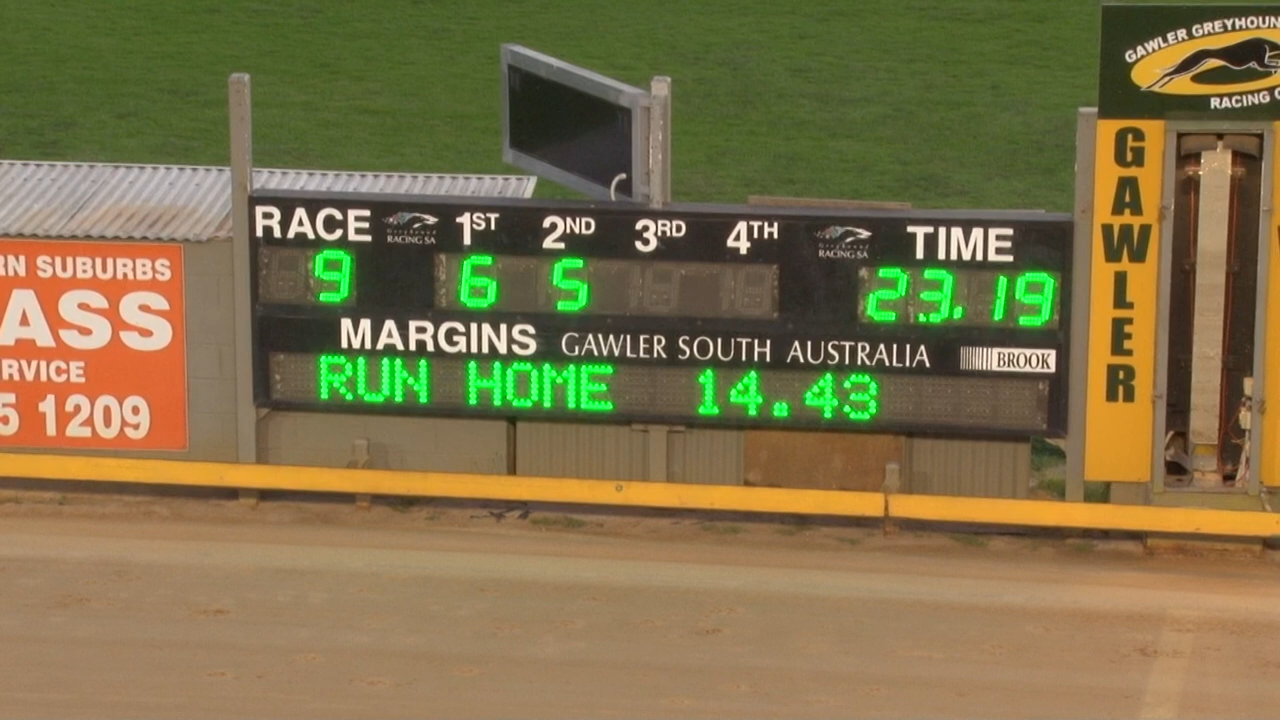 GAWLER GREYHOUN
RACING
GAWLER
RACE
Greyhound
RACING SA
1ST 2ND 3RD 4TH
Greyhound
RACING SA
TIME
9 6 5 23.19
MARGINS GAWLER SOUTH AUSTRALIA BROOK
RUN HOME 14.43
RN SUBURBS
ASS
RVICE
5 1209